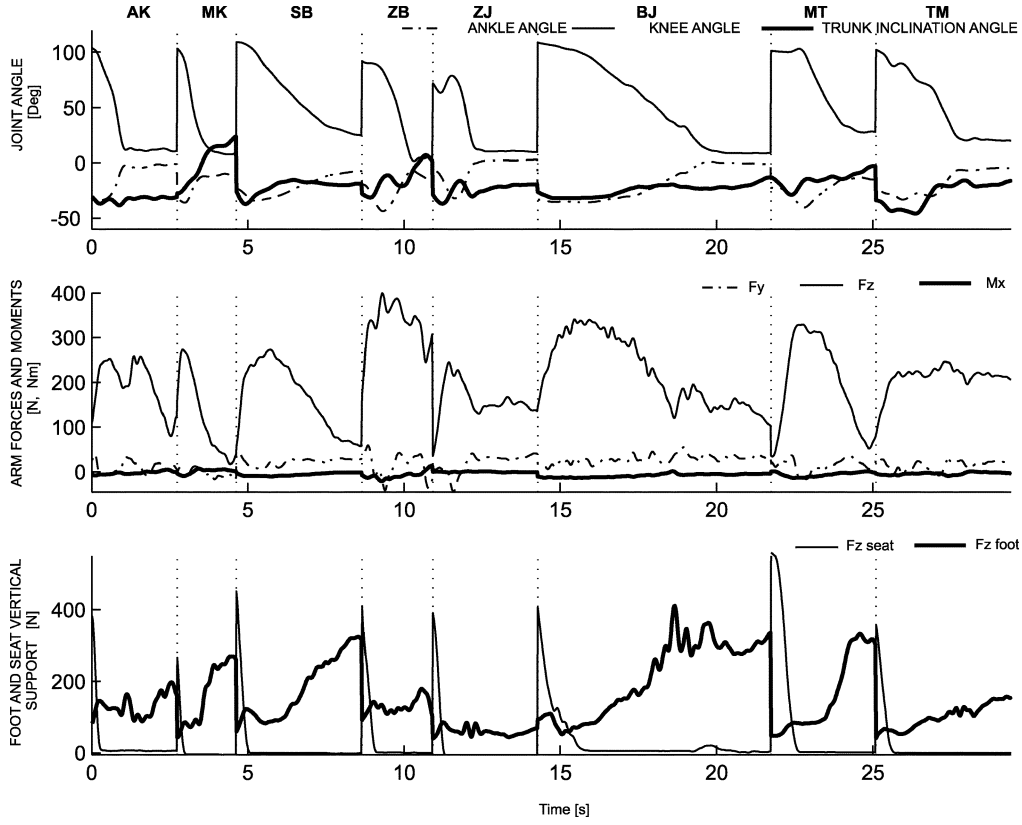 AK MK SB ZB ZJ BJ MT TM
ANKLE ANGLE KNEE ANGLE TRUNK INCLINATION ANGLE
JOINT ANGLE
[Deg]
100
50
0
-50
0 5 10 15 20 25
Fy Fz Mx
ARM FORCES AND MOMENTS
[N, Nm]
400
300
200
100
0
0 5 10 15 20 25
Fz seat Fz foot
FOOT AND SEAT VERTICAL
SUPPORT [N]
400
200
0
0 5 10 15 20 25
Time [s]